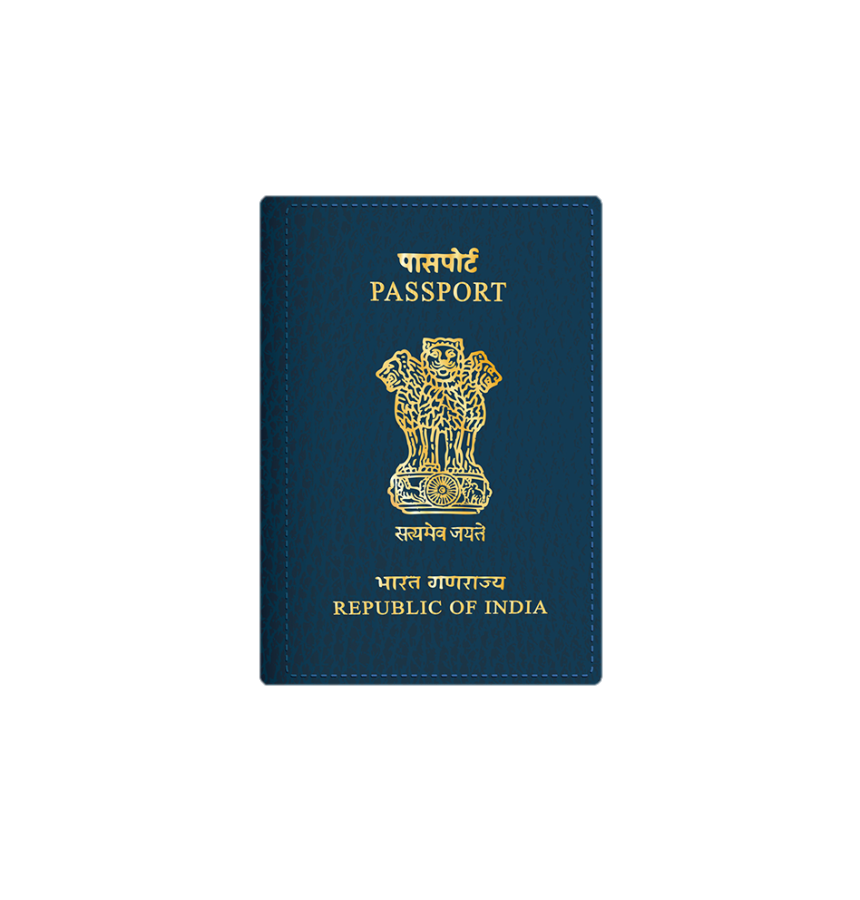 पासपोर्ट
PASSPORT
सत्यमेव जयते
भारत गणराज्य
REPUBLIC OF INDIA